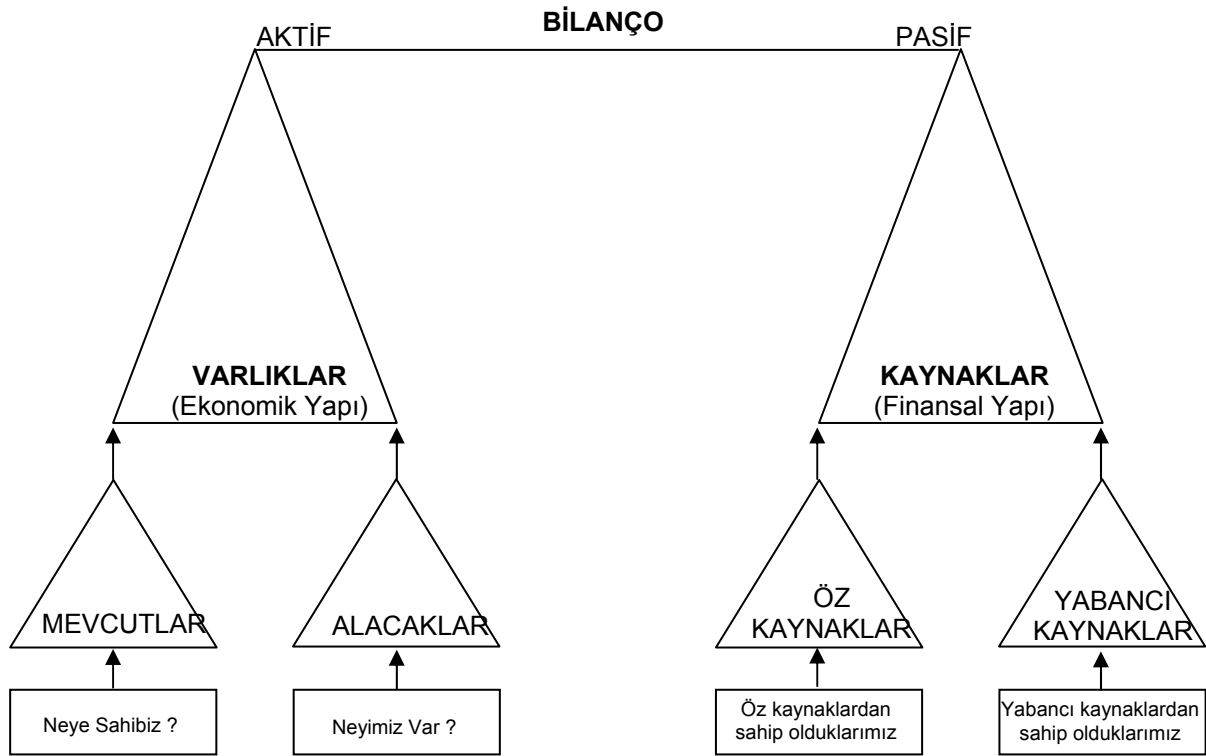 BİLANÇO
AKTİF
PASİF
VARLIKLAR
(Ekonomik Yapı)
KAYNAKLAR
(Finansal Yapı)
MEVCUTLAR
ALACAKLAR
ÖZ
KAYNAKLAR
YABANCI
KAYNAKLAR
Neye Sahibiz ?
Neyimiz Var ?
Öz kaynaklardan
sahip olduklarımız
Yabancı kaynaklardan
sahip olduklarımız